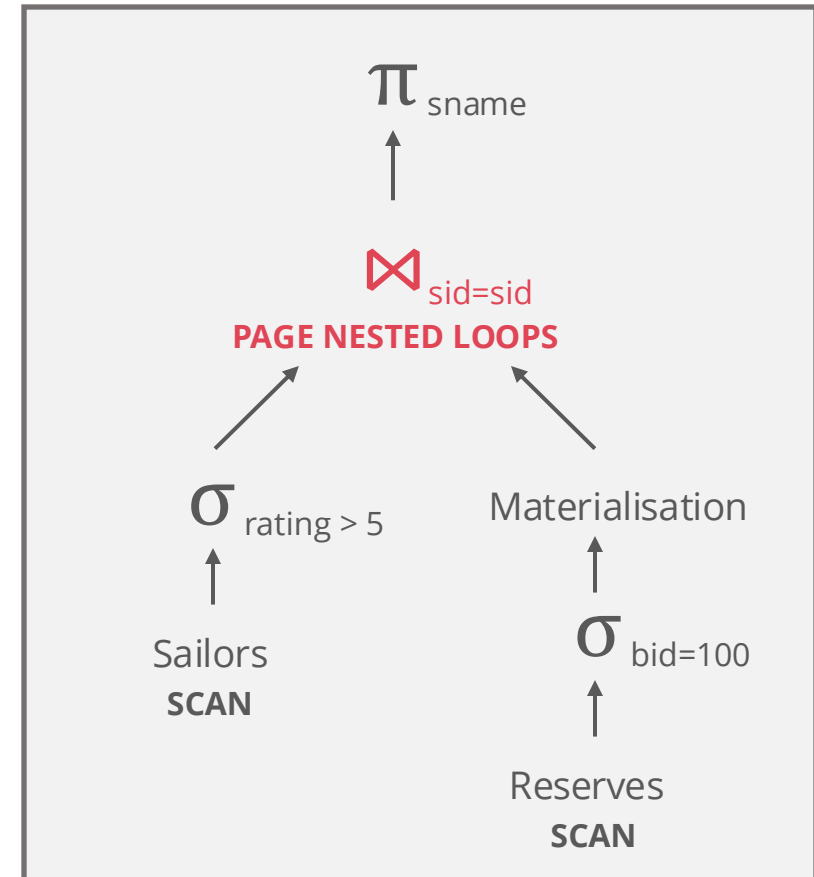 π sname
⋈ sid=sid
PAGE NESTED LOOPS
σ rating > 5
Materialisation
Sailors
SCAN
σ bid=100
Reserves
SCAN